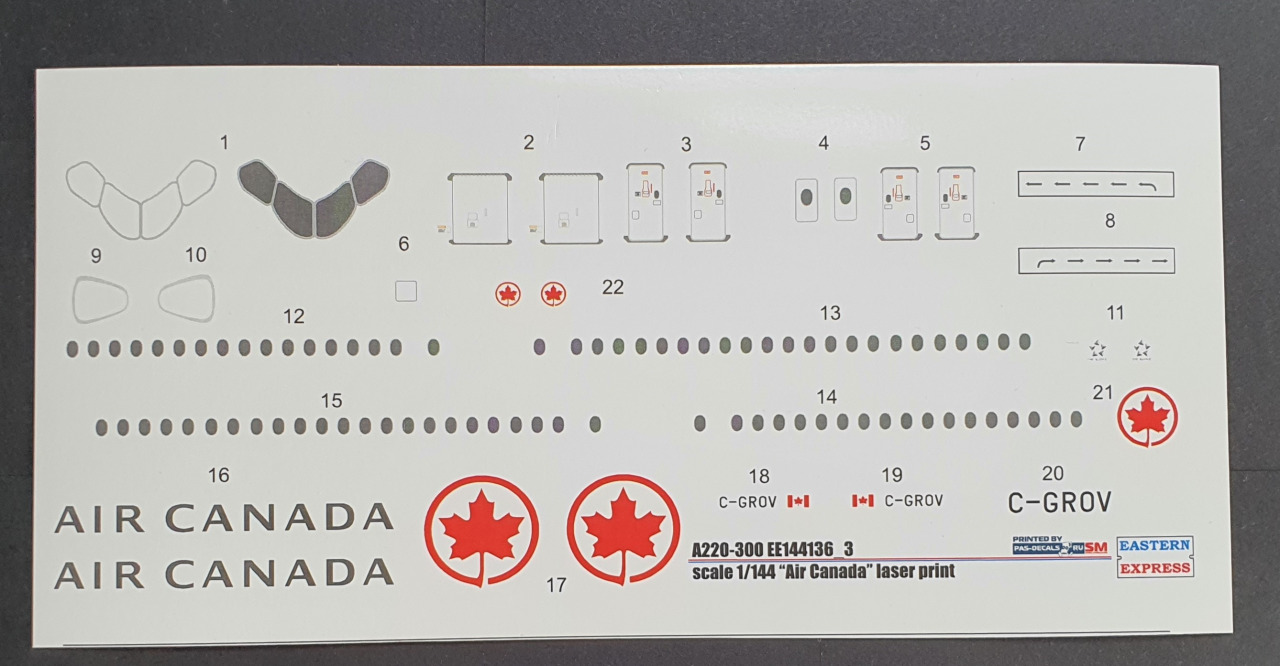 1
2
3
4
5
7
8
9
10
6
22
12
13
11
15
14
21
16
18
19
20
AIR CANADA
C-GROV
C-GROV
C-GROV
AIR CANADA
17
A220-300 EE144136_3
scale 1/144 “Air Canada” laser print
PRINTED BY
PAS-DECALS RU SM
EASTERN
EXPRESS